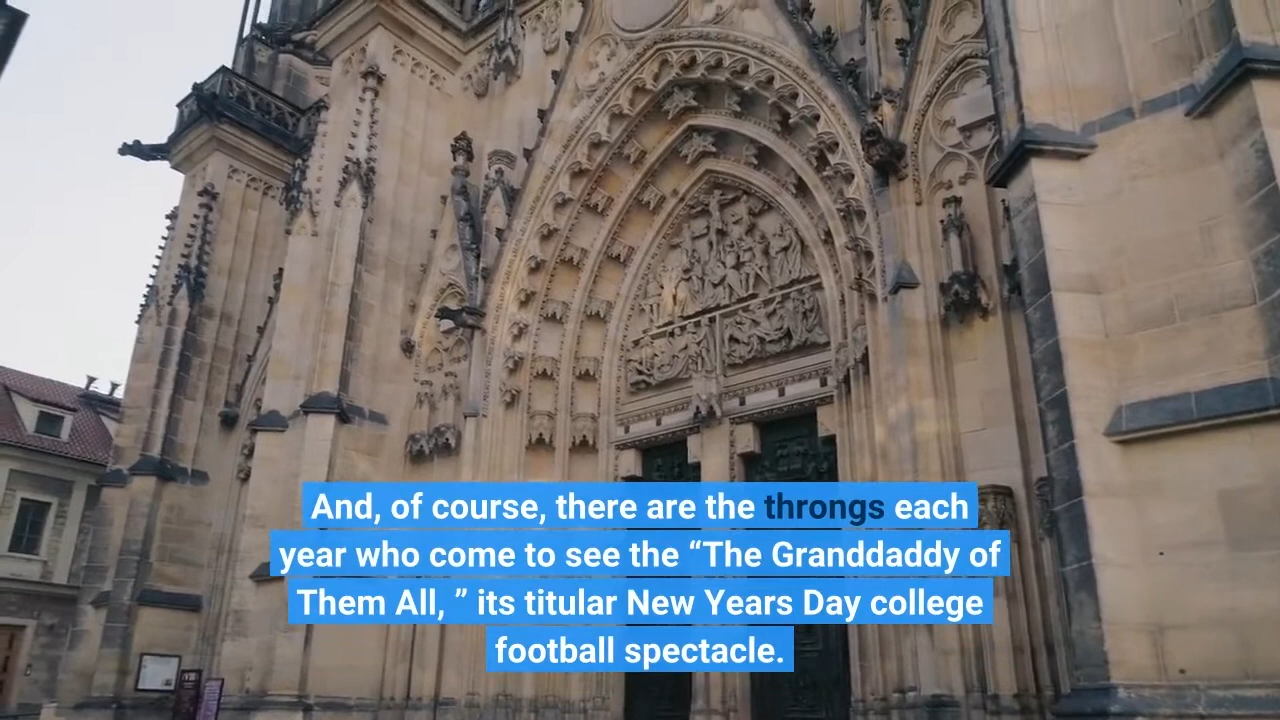 And, of course, there are the throngs each
year who come to see the “The Granddaddy of
Them All, ” its titular New Years Day college
football spectacle.